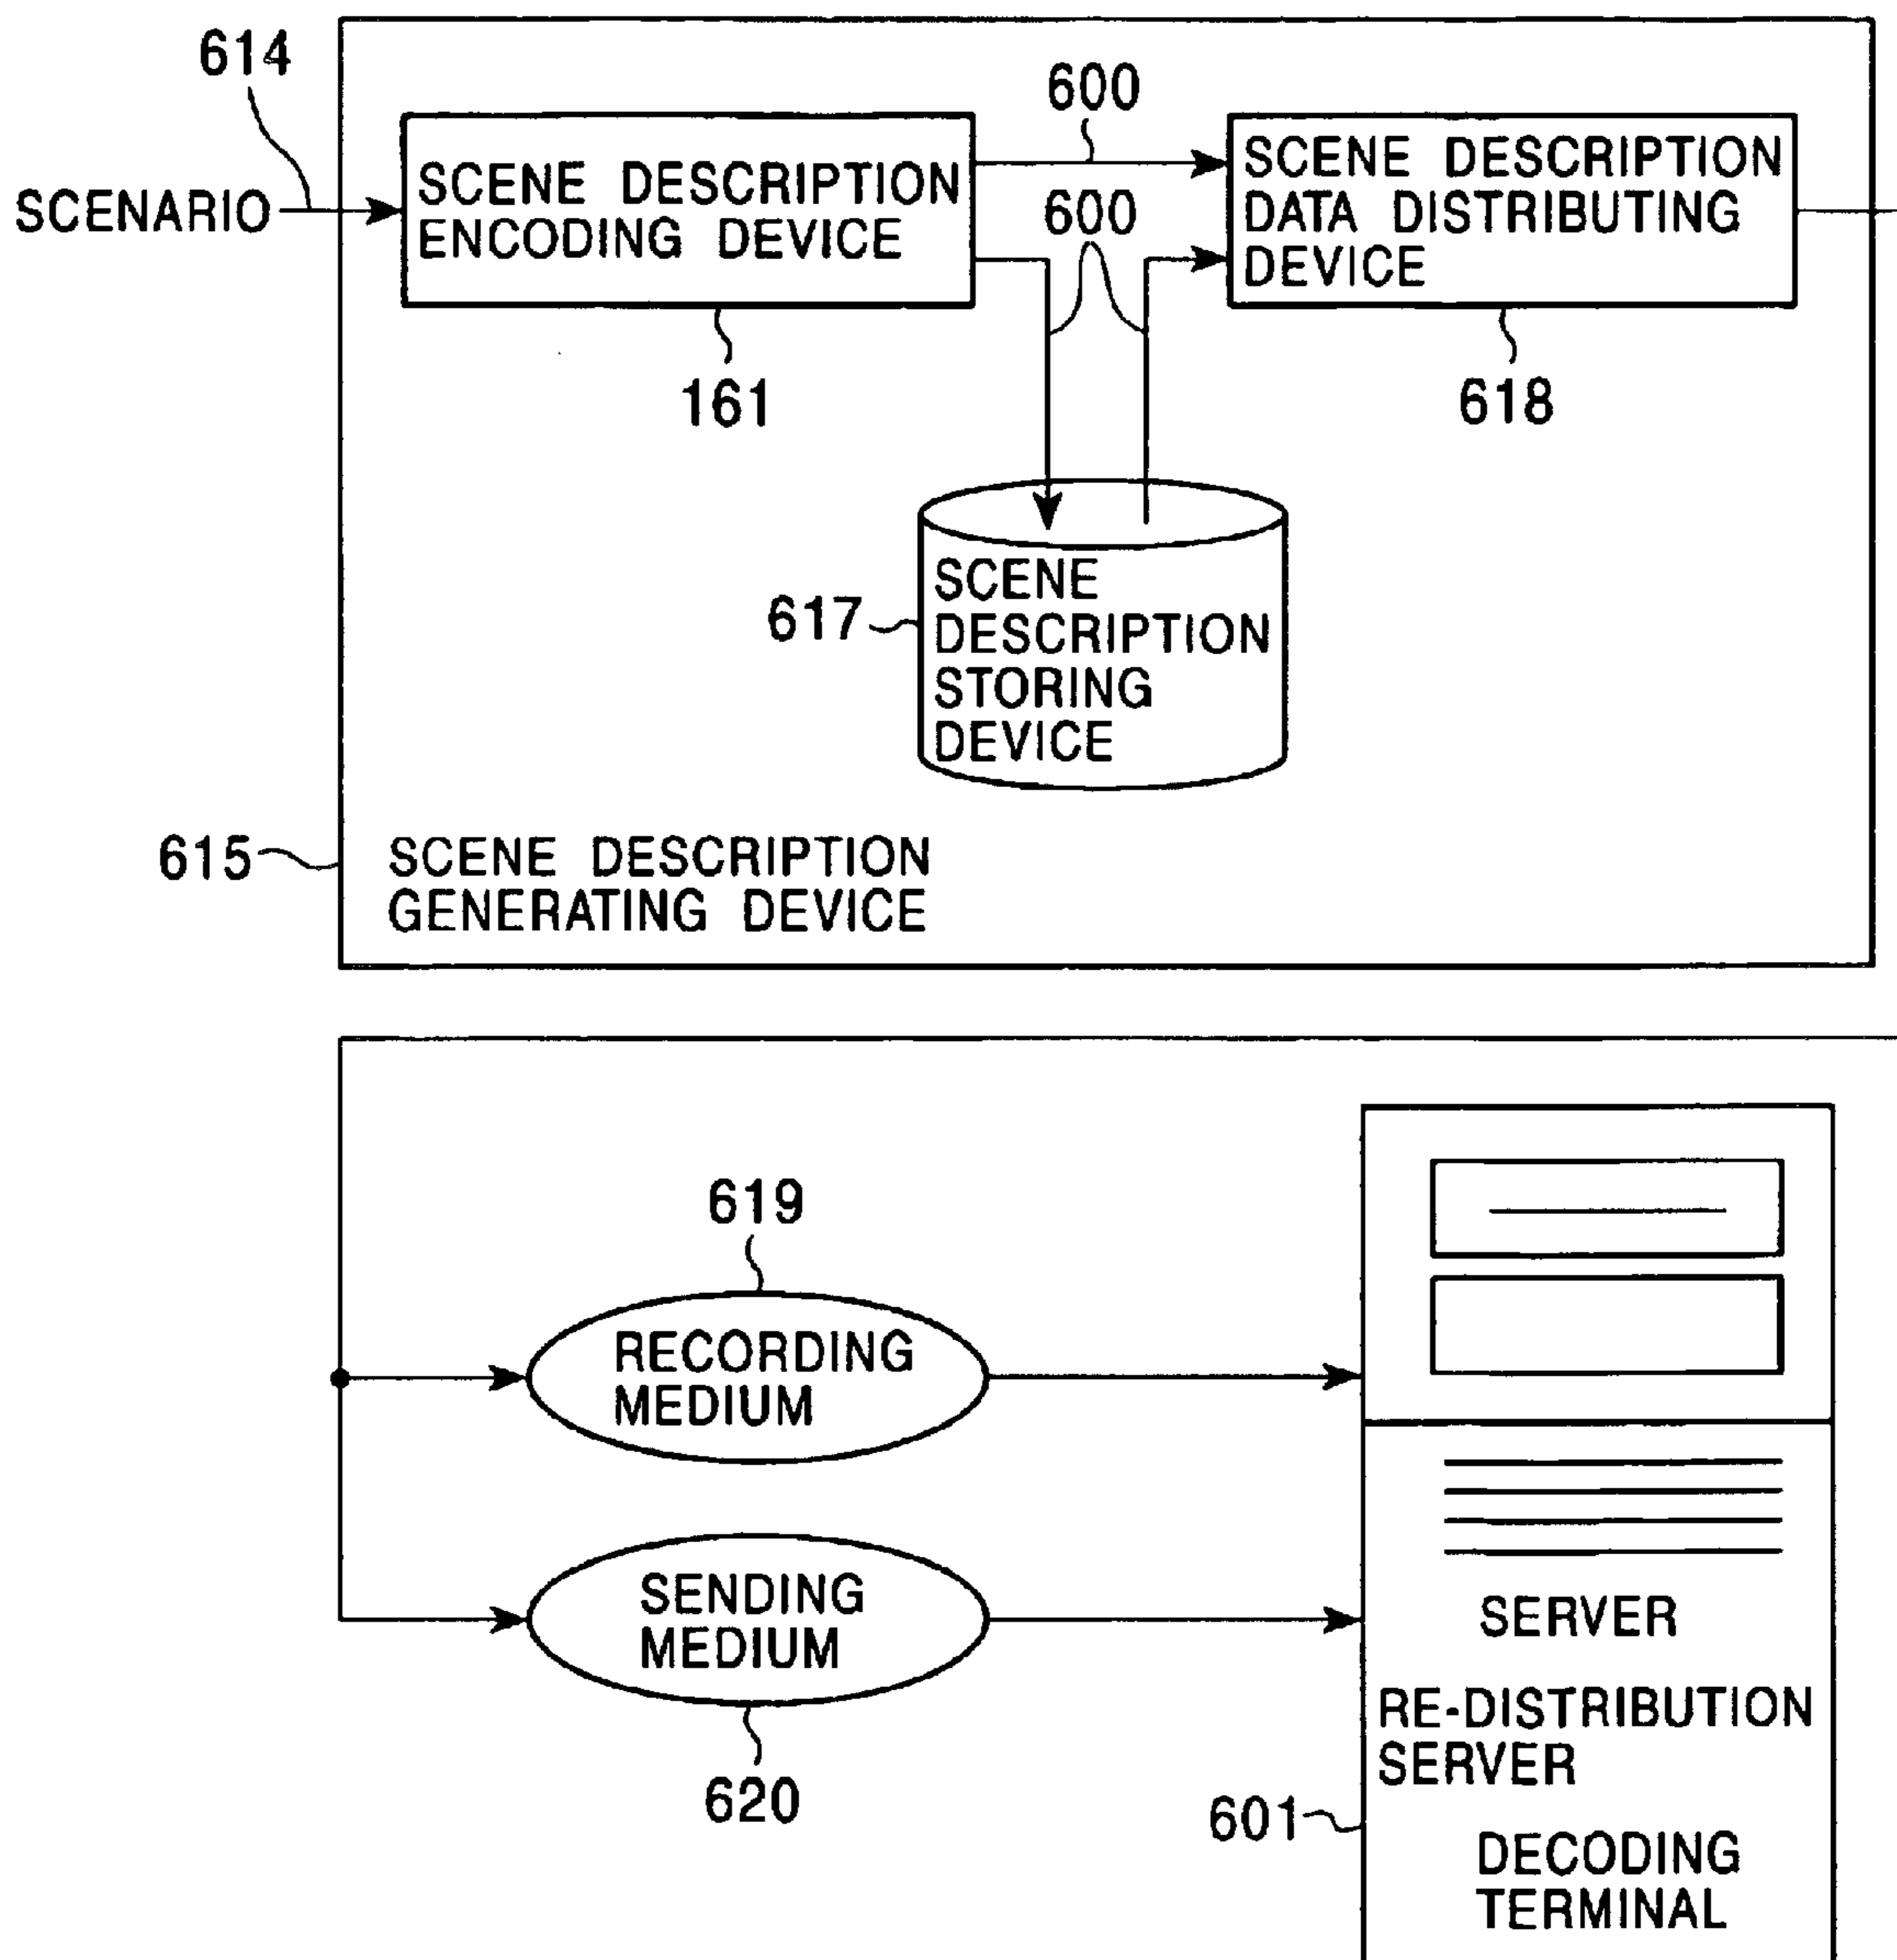 614
600
SCENARIO
SCENE DESCRIPTION
ENCODING DEVICE
600
SCENE DESCRIPTION
DATA DISTRIBUTING
DEVICE
161
618
617
SCENE
DESCRIPTION
STORING
DEVICE
615
SCENE DESCRIPTION
GENERATING DEVICE
619
RECORDING
MEDIUM
SENDING
MEDIUM
620
SERVER
RE-DISTRIBUTION
SERVER
601
DECODING
TERMINAL